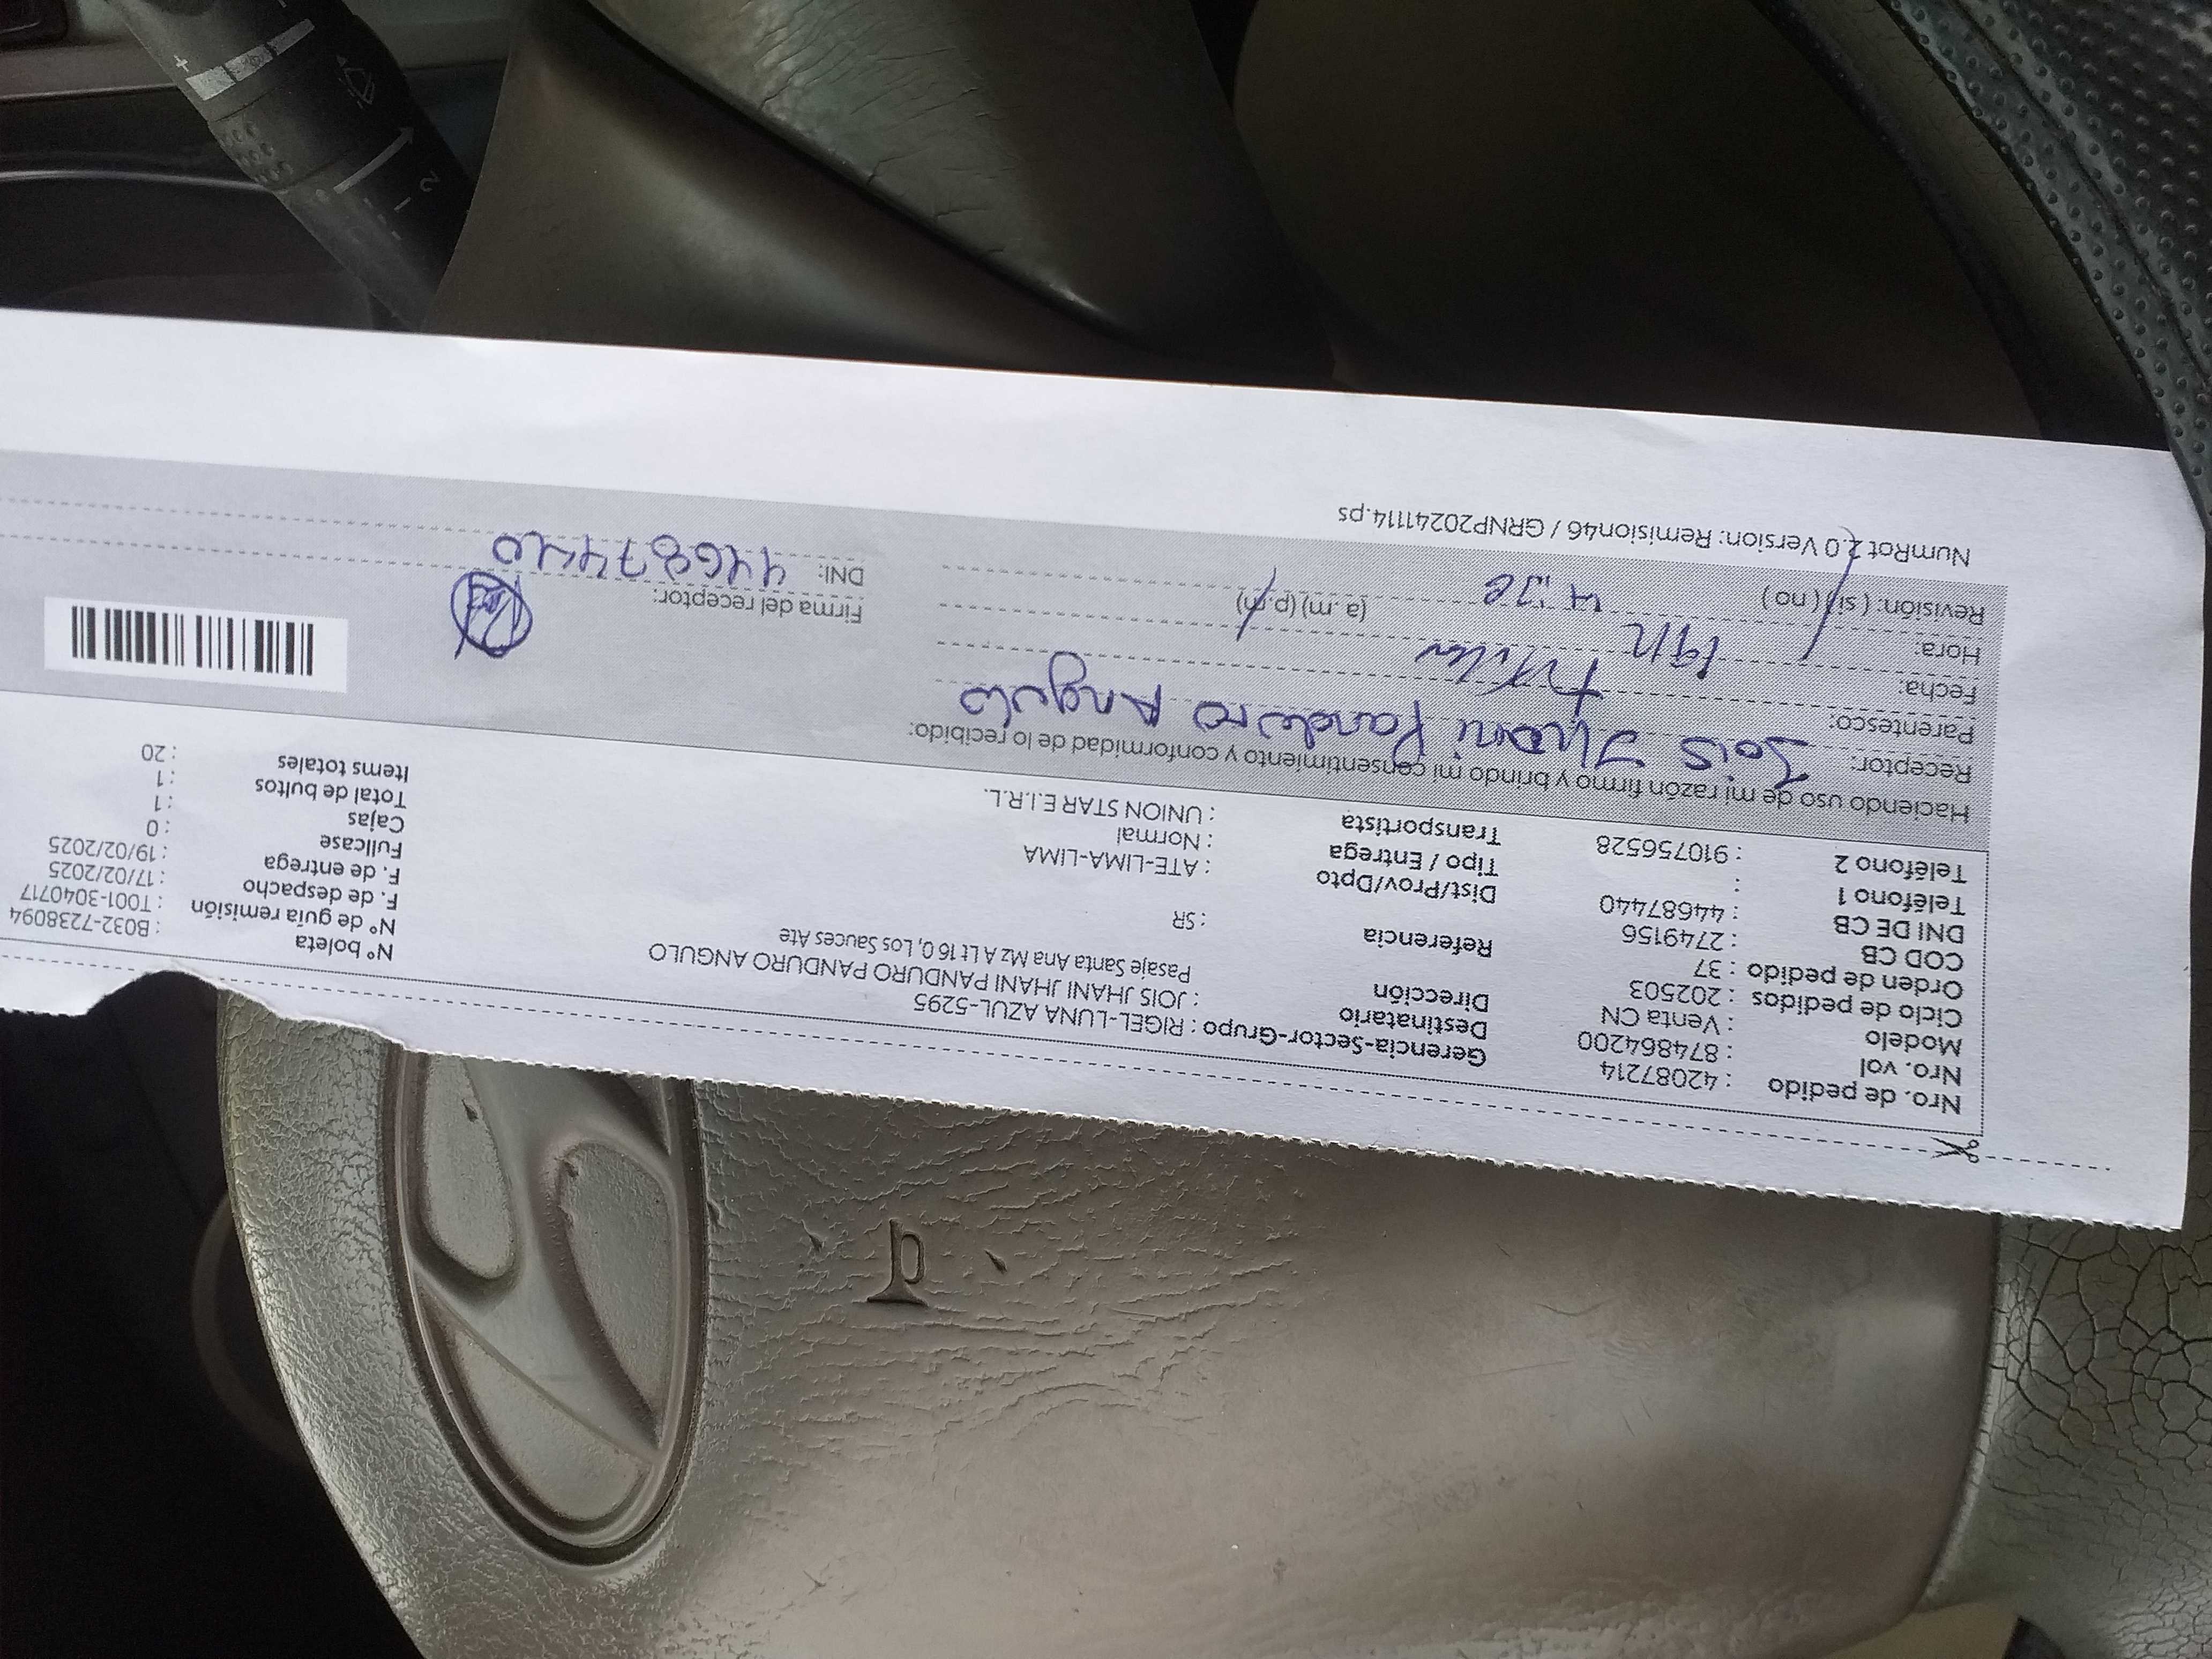 Nro. de pedido : 42087214
Nro. vol : 874864200
Modelo : Venta CN
Ciclo de pedidos : 202503
Orden de pedido : 37
COD CB : 2749156
DNI DE CB : 44687440
Teléfono 1 :
Teléfono 2 : 910756528
Gerencia-Sector-Grupo : RIGEL-LUNA AZUL-5295
Destinatario : JOIS JHANI JHANI PANDURO PANDURO ANGULO
Dirección
Pasaje Santa Ana Mz A Lt 16 0, Los Sauces Ate
Referencia : SR
Dist/Prov/Dpto : ATE-LIMA-LIMA
Tipo / Entrega : Normal
Transportista : UNION STAR E.I.R.L.
Nº boleta : B032-7238094
Nº de guía remisión : T001-3040717
F. de despacho : 17/02/2025
F. de entrega : 19/02/2025
Fullcase : 0
Cajas : 1
Total de bultos : 1
Items totales : 20
Haciendo uso de mi razón firmo y brindo mi consentimiento y conformidad de lo recibido:
Receptor: Jois Jhani Panduro Angulo
Parentesco:
Fecha: 19/2
Hora: (a. m) (p.m)
Revisión: ( si ) ( no )
Firma del receptor:
DNI:
NumRot 2.0 Version: Remision46 / GRNP20241114.ps
+
2
1